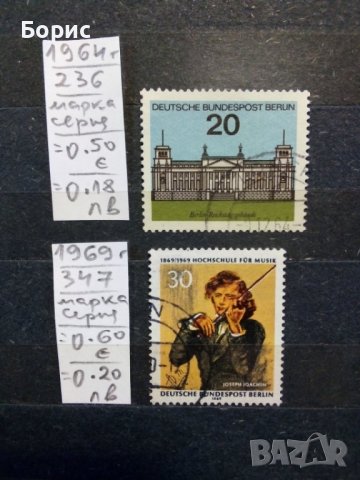 Борис
1964г
236
марка
серия
=0.50
€
=0.18
лв
DEUTSCHE BUNDESPOST BERLIN
20
Berlin Reichstagsgebäude
1969г
347
марка
серия
=0.60
€
=0.20
лв
1869/1969 HOCHSCHULE FÜR MUSIK
30
JOSEPH JOACHIM
DEUTSCHE BUNDESPOST BERLIN
1969
BAZAR